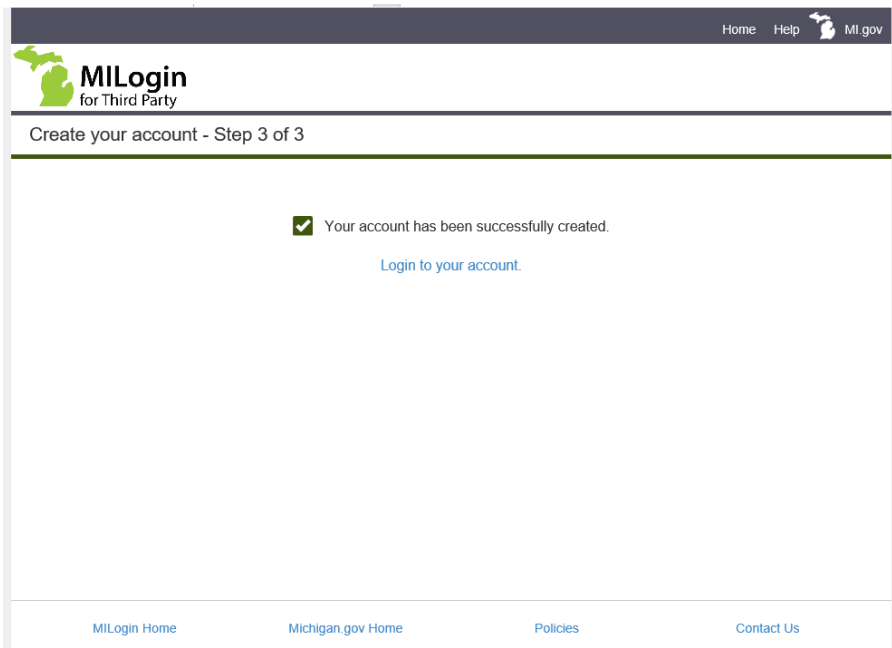 Home Help MI.gov
MILogin
for Third Party
Create your account - Step 3 of 3
Your account has been successfully created.
Login to your account.
MILogin Home Michigan.gov Home Policies Contact Us